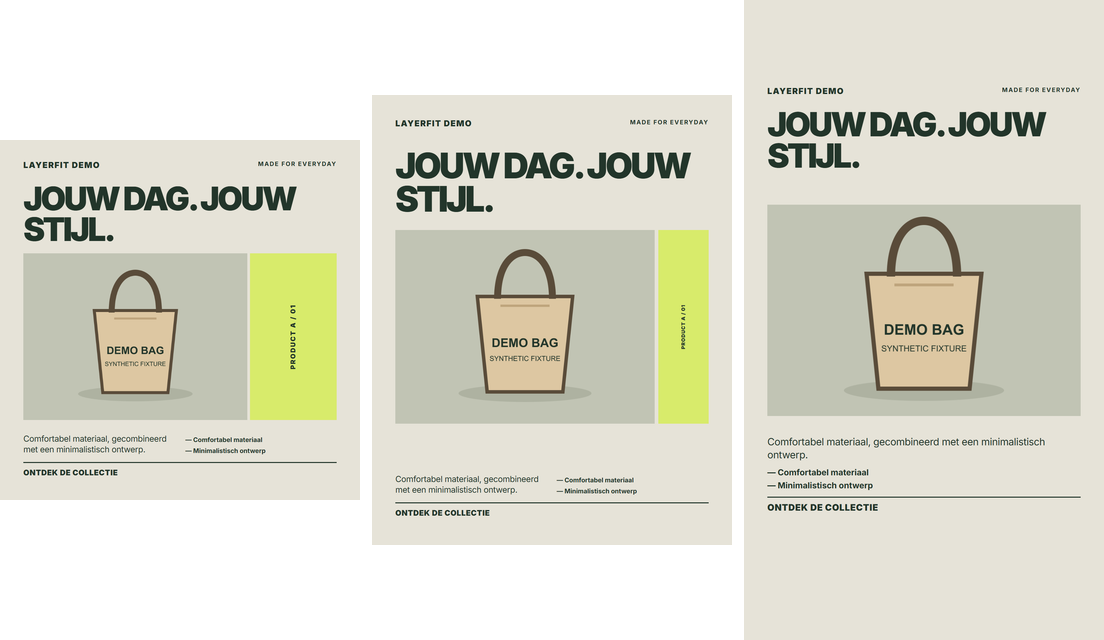 LAYERFIT DEMO
MADE FOR EVERYDAY
JOUW DAG. JOUW
STIJL.
DEMO BAG
SYNTHETIC FIXTURE
PRODUCT A / 01
Comfortabel materiaal, gecombineerd
met een minimalistisch ontwerp.
— Comfortabel materiaal
— Minimalistisch ontwerp
ONTDEK DE COLLECTIE
LAYERFIT DEMO
MADE FOR EVERYDAY
JOUW DAG. JOUW
STIJL.
DEMO BAG
SYNTHETIC FIXTURE
PRODUCT A / 01
Comfortabel materiaal, gecombineerd
met een minimalistisch ontwerp.
— Comfortabel materiaal
— Minimalistisch ontwerp
ONTDEK DE COLLECTIE
LAYERFIT DEMO
MADE FOR EVERYDAY
JOUW DAG. JOUW
STIJL.
DEMO BAG
SYNTHETIC FIXTURE
Comfortabel materiaal, gecombineerd met een minimalistisch
ontwerp.
— Comfortabel materiaal
— Minimalistisch ontwerp
ONTDEK DE COLLECTIE